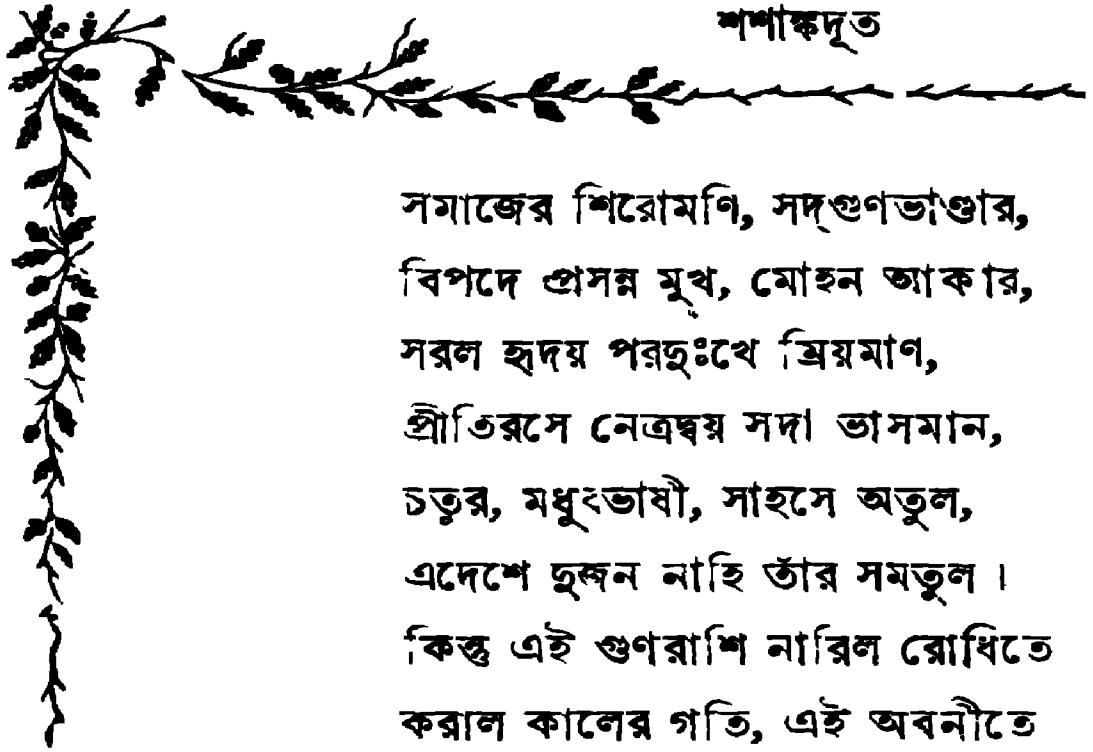 শশাঙ্কদূত
সমাজের শিরোমণি, সদ্‌গুণভাণ্ডার,
বিপদে প্রসন্ন মুখ, মোহন আকার,
সরল হৃদয় পরদুঃখে ম্রিয়মাণ,
প্রীতিরসে নেত্রদ্বয় সদা ভাসমান,
চতুর, মধুরভাষী, সাহসে অতুল,
এদেশে দুজন নাহি তাঁর সমতুল ।
কিন্তু এই গুণরাশি নারিল রোধিতে
করাল কালের গতি, এই অবনীতে